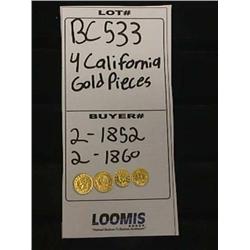 LOT#
BC533
4 California
Gold Pieces
BUYER#
2-1852
2-1860
LOOMIS